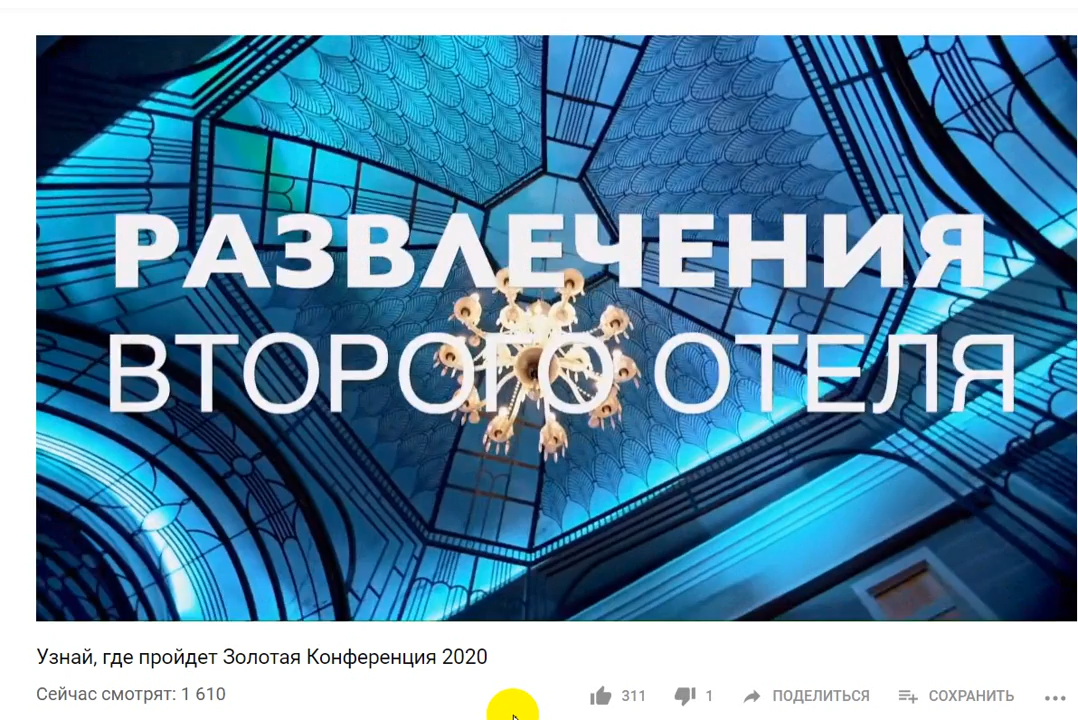 РАЗВЛЕЧЕНИЯ
ВТОРОГО ОТЕЛЯ
Узнай, где пройдет Золотая Конференция 2020
Сейчас смотрят: 1 610
311 1 ПОДЕЛИТЬСЯ СОХРАНИТЬ